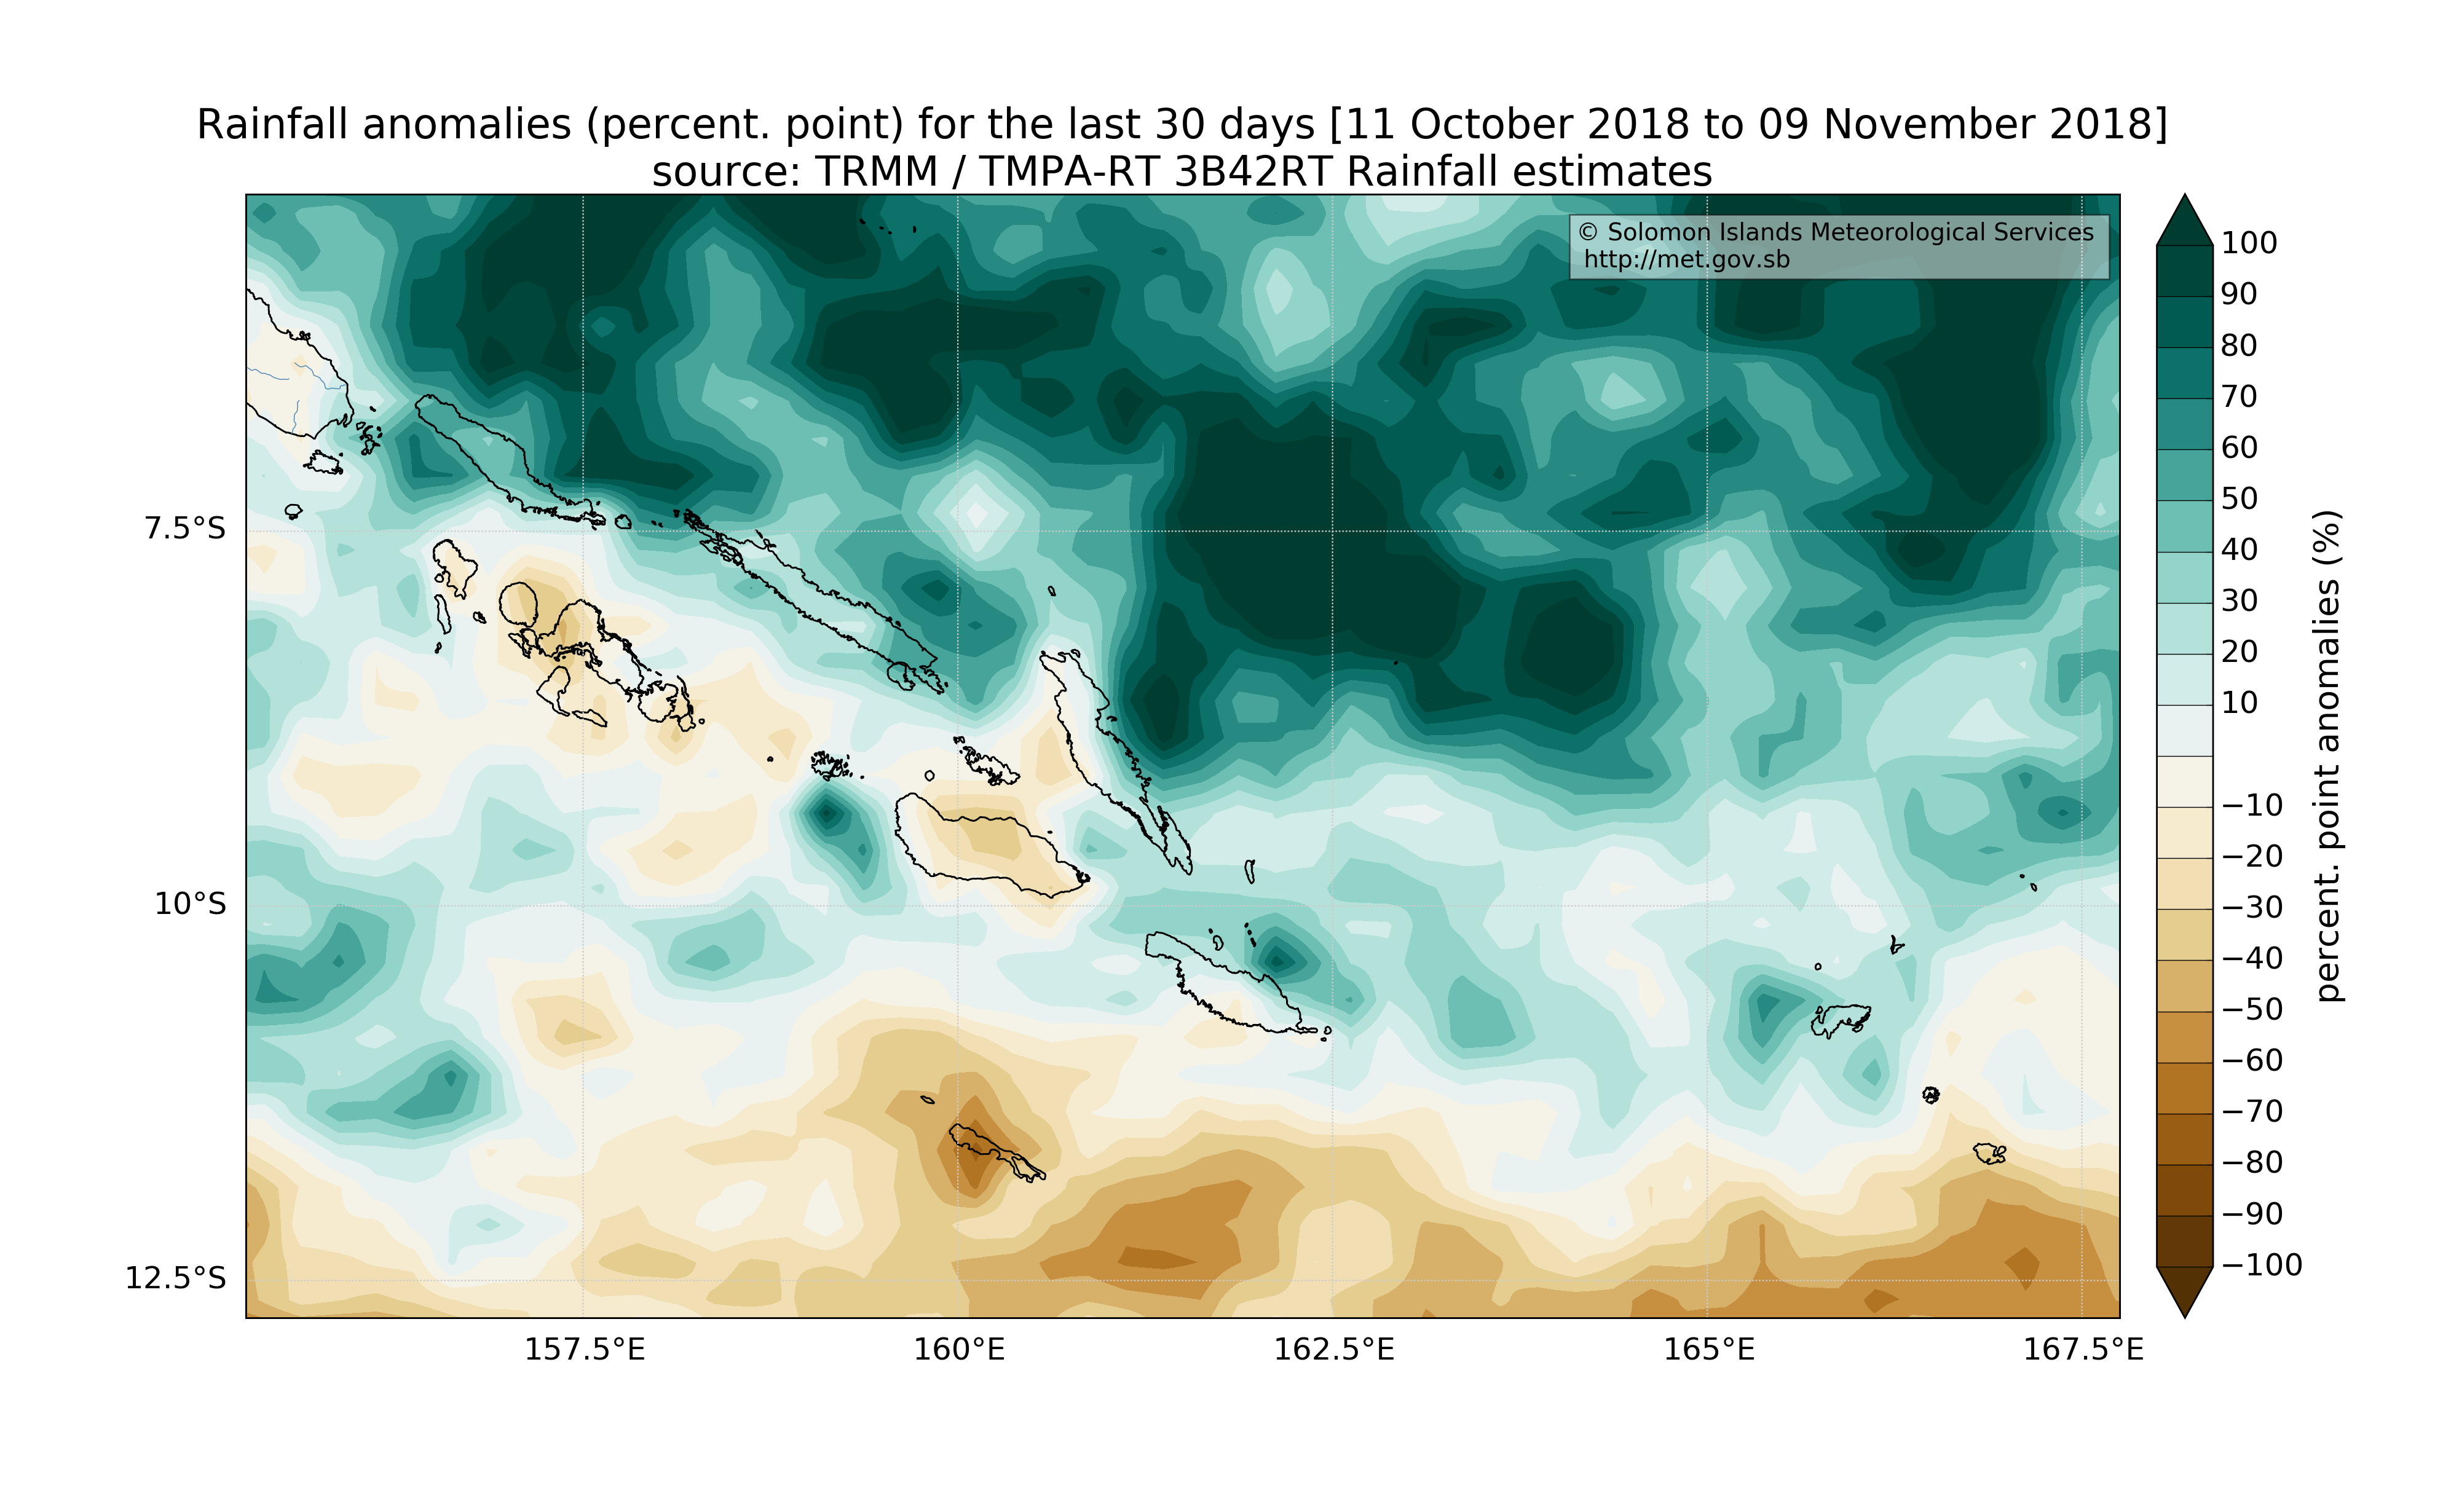 Rainfall anomalies (percent. point) for the last 30 days [11 October 2018 to 09 November 2018]
source: TRMM / TMPA-RT 3B42RT Rainfall estimates
© Solomon Islands Meteorological Services
http://met.gov.sb
7.5°S
10°S
12.5°S
157.5°E
160°E
162.5°E
165°E
167.5°E
100
90
80
70
60
50
40
30
20
10
−10
−20
−30
−40
−50
−60
−70
−80
−90
−100
percent. point anomalies (%)